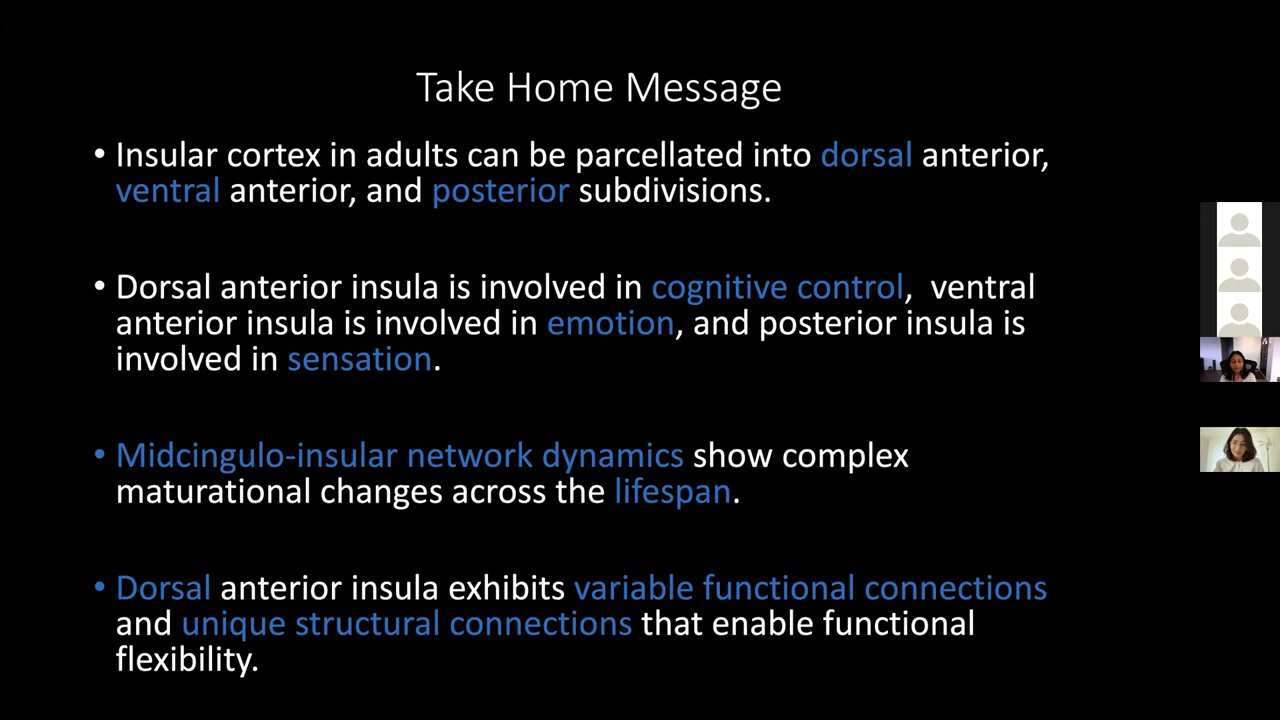 Take Home Message
• Insular cortex in adults can be parcellated into dorsal anterior,
ventral anterior, and posterior subdivisions.
• Dorsal anterior insula is involved in cognitive control,  ventral
anterior insula is involved in emotion, and posterior insula is
involved in sensation.
• Midcingulo-insular network dynamics show complex
maturational changes across the lifespan.
• Dorsal anterior insula exhibits variable functional connections
and unique structural connections that enable functional
flexibility.